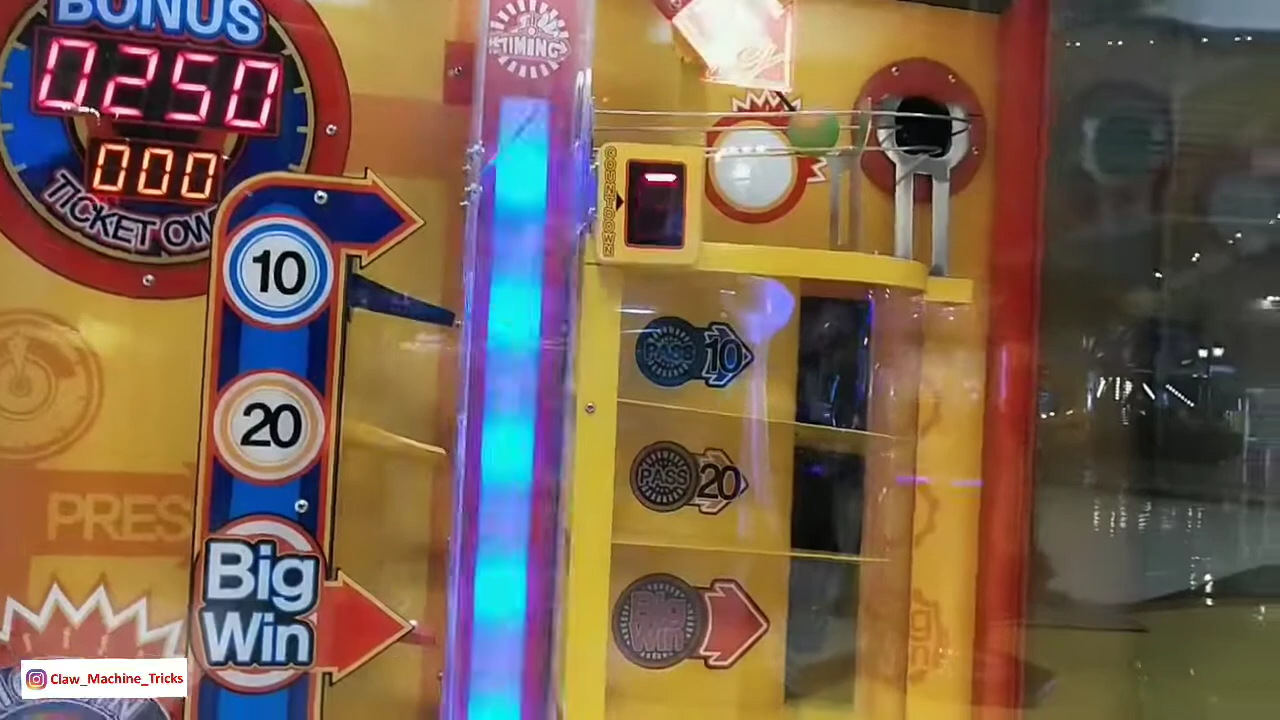 BONUS
0250
000
TICKET OW
TIMING
COUNTDOWN
10
20
PASS 10
PASS 20
PRES
Big
Win
Big
Win
Claw_Machine_Tricks